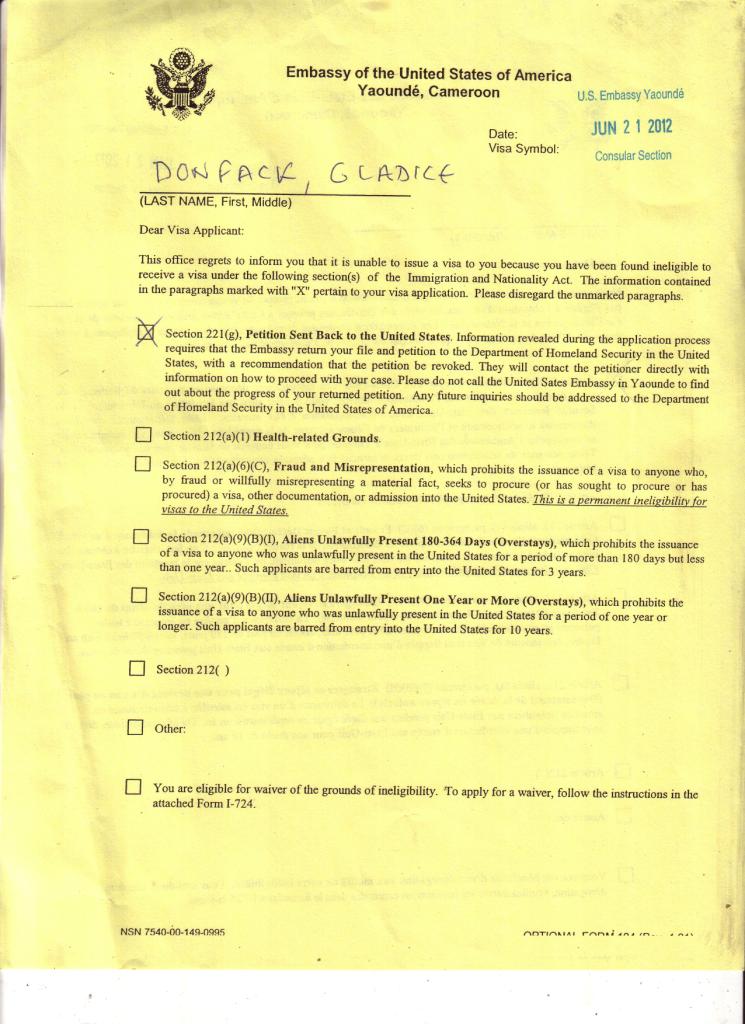 Embassy of the United States of America
Yaoundé, Cameroon
U.S. Embassy Yaoundé
Date:
JUN 21 2012
Visa Symbol:
Consular Section
DONFACK, GLADICE
(LAST NAME, First, Middle)
Dear Visa Applicant:
This office regrets to inform you that it is unable to issue a visa to you because you have been found ineligible to
receive a visa under the following section(s) of the Immigration and Nationality Act. The information contained
in the paragraphs marked with "X" pertain to your visa application. Please disregard the unmarked paragraphs.
Section 221(g), Petition Sent Back to the United States. Information revealed during the application process
requires that the Embassy return your file and petition to the Department of Homeland Security in the United
States, with a recommendation that the petition be revoked. They will contact the petitioner directly with
information on how to proceed with your case. Please do not call the United Sates Embassy in Yaounde to find
out about the progress of your returned petition. Any future inquiries should be addressed to the Department
of Homeland Security in the United States of America.
Section 212(a)(1) Health-related Grounds.
Section 212(a)(6)(C), Fraud and Misrepresentation, which prohibits the issuance of a visa to anyone who,
by fraud or willfully misrepresenting a material fact, seeks to procure (or has sought to procure or has
procured) a visa, other documentation, or admission into the United States. This is a permanent ineligibility for
visas to the United States.
Section 212(a)(9)(B)(I), Aliens Unlawfully Present 180-364 Days (Overstays), which prohibits the issuance
of a visa to anyone who was unlawfully present in the United States for a period of more than 180 days but less
than one year.. Such applicants are barred from entry into the United States for 3 years.
Section 212(a)(9)(B)(II), Aliens Unlawfully Present One Year or More (Overstays), which prohibits the
issuance of a visa to anyone who was unlawfully present in the United States for a period of one year or
longer. Such applicants are barred from entry into the United States for 10 years.
Section 212( )
Other:
You are eligible for waiver of the grounds of ineligibility. To apply for a waiver, follow the instructions in the
attached Form I-724.
NSN 7540-00-149-0995
OPTIONAL FORM